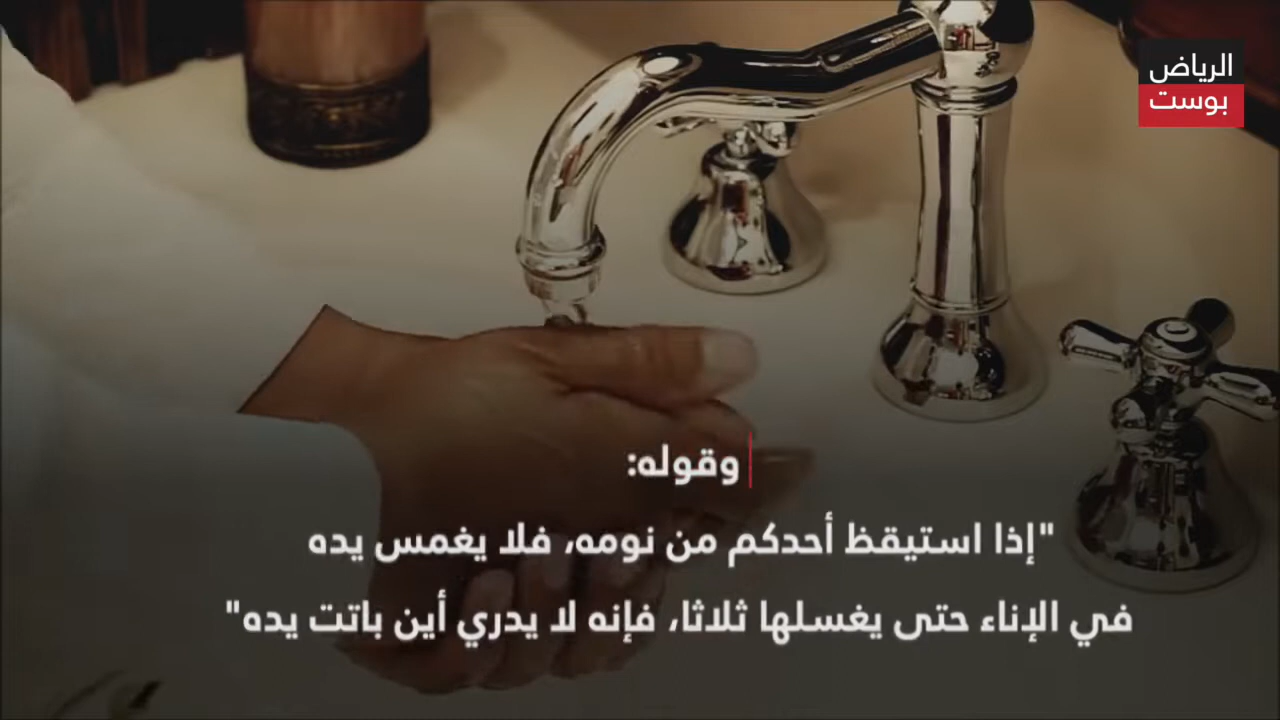 الرياض
بوست
وقوله:
"إذا استيقظ أحدكم من نومه، فلا يغمس يده
في الإناء حتى يغسلها ثلاثا، فإنه لا يدري أين باتت يده"